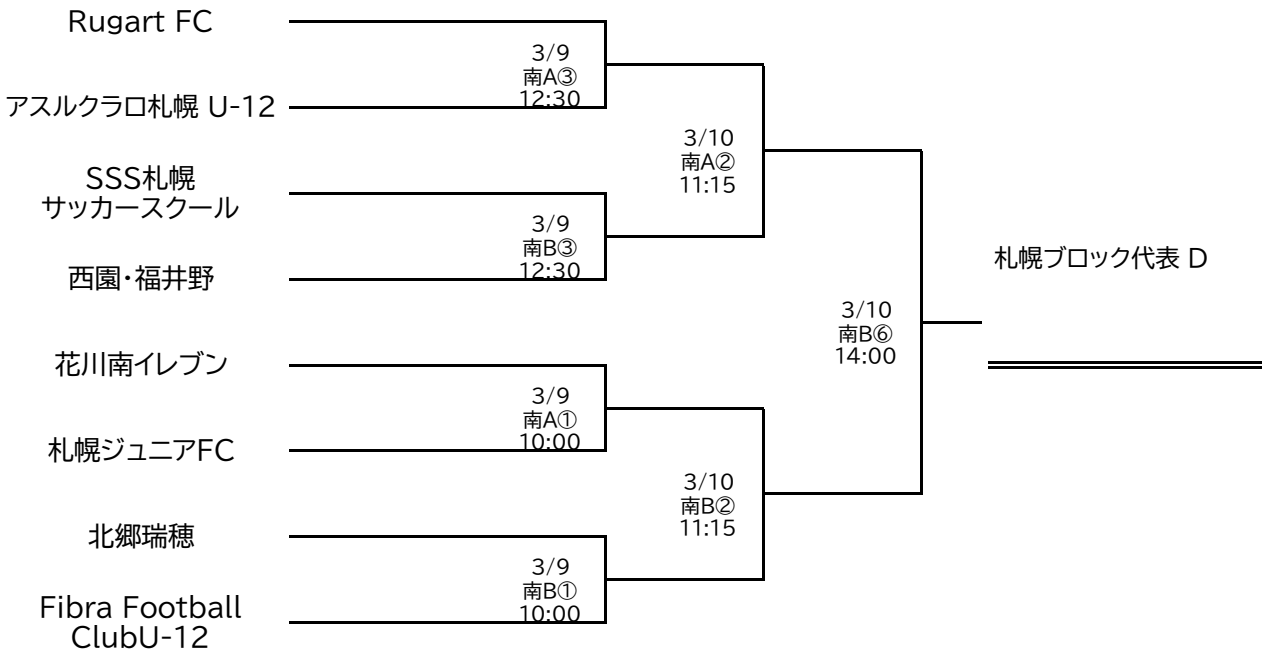 Rugart FC
3/9
南A③
12:30
アスルクラロ札幌 U-12
3/10
南A②
11:15
SSS札幌
サッカースクール
3/9
南B③
12:30
西園・福井野
札幌ブロック代表 D
3/10
南B⑥
14:00
花川南イレブン
3/9
南A①
10:00
札幌ジュニアFC
3/10
南B②
11:15
北郷瑞穂
3/9
南B①
10:00
Fibra Football
ClubU-12